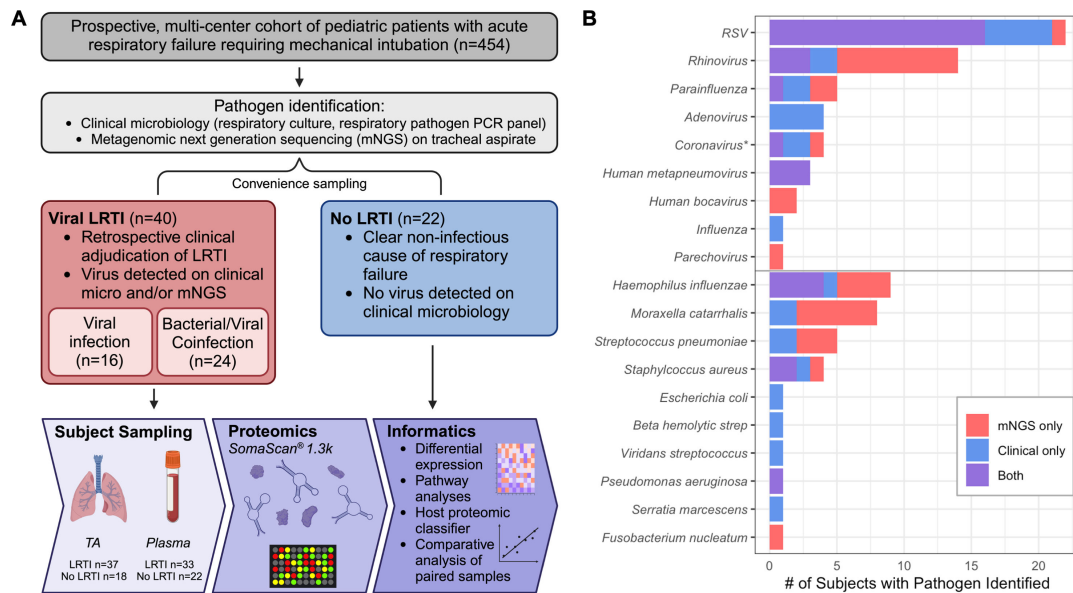 A
Prospective, multi-center cohort of pediatric patients with acute
respiratory failure requiring mechanical intubation (n=454)
Pathogen identification:
• Clinical microbiology (respiratory culture, respiratory pathogen PCR panel)
• Metagenomic next generation sequencing (mNGS) on tracheal aspirate
Convenience sampling
Viral LRTI (n=40)
• Retrospective clinical
adjudication of LRTI
• Virus detected on clinical
micro and/or mNGS
Viral
infection
(n=16)
Bacterial/Viral
Coinfection
(n=24)
No LRTI (n=22)
• Clear non-infectious
cause of respiratory
failure
• No virus detected on
clinical microbiology
Subject Sampling
TA
LRTI n=37
No LRTI n=18
Plasma
LRTI n=33
No LRTI n=22
Proteomics
SomaScan® 1.3k
Informatics
• Differential
expression
• Pathway
analyses
• Host proteomic
classifier
• Comparative
analysis of
paired samples
B
RSV
Rhinovirus
Parainfluenza
Adenovirus
Coronavirus*
Human metapneumovirus
Human bocavirus
Influenza
Parechovirus
Haemophilus influenzae
Moraxella catarrhalis
Streptococcus pneumoniae
Staphylcoccus aureus
Escherichia coli
Beta hemolytic strep
Viridans streptococcus
Pseudomonas aeruginosa
Serratia marcescens
Fusobacterium nucleatum
mNGS only
Clinical only
Both
0 5 10 15 20
# of Subjects with Pathogen Identified